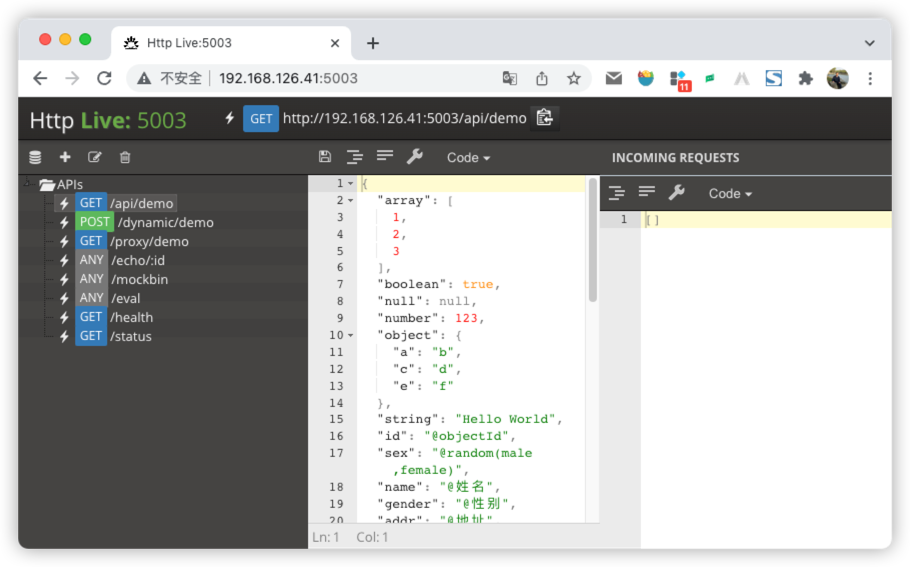 Http Live:5003
不安全 192.168.126.41:5003
11
Http Live: 5003 GET http://192.168.126.41:5003/api/demo
Code
INCOMING REQUESTS
APIs
GET /api/demo
POST /dynamic/demo
GET /proxy/demo
ANY /echo/:id
ANY /mockbin
ANY /eval
GET /health
GET /status
1 {
2 "array": [
3 1,
4 2,
5 3
6 ],
7 "boolean": true,
8 "null": null,
9 "number": 123,
10 "object": {
11 "a": "b",
12 "c": "d",
13 "e": "f"
14 },
15 "string": "Hello World",
16 "id": "@objectId",
17 "sex": "@random(male
,female)",
18 "name": "@姓名",
19 "gender": "@性别",
20 "addr": "@地址"
Ln: 1 Col: 1
Code
1 []